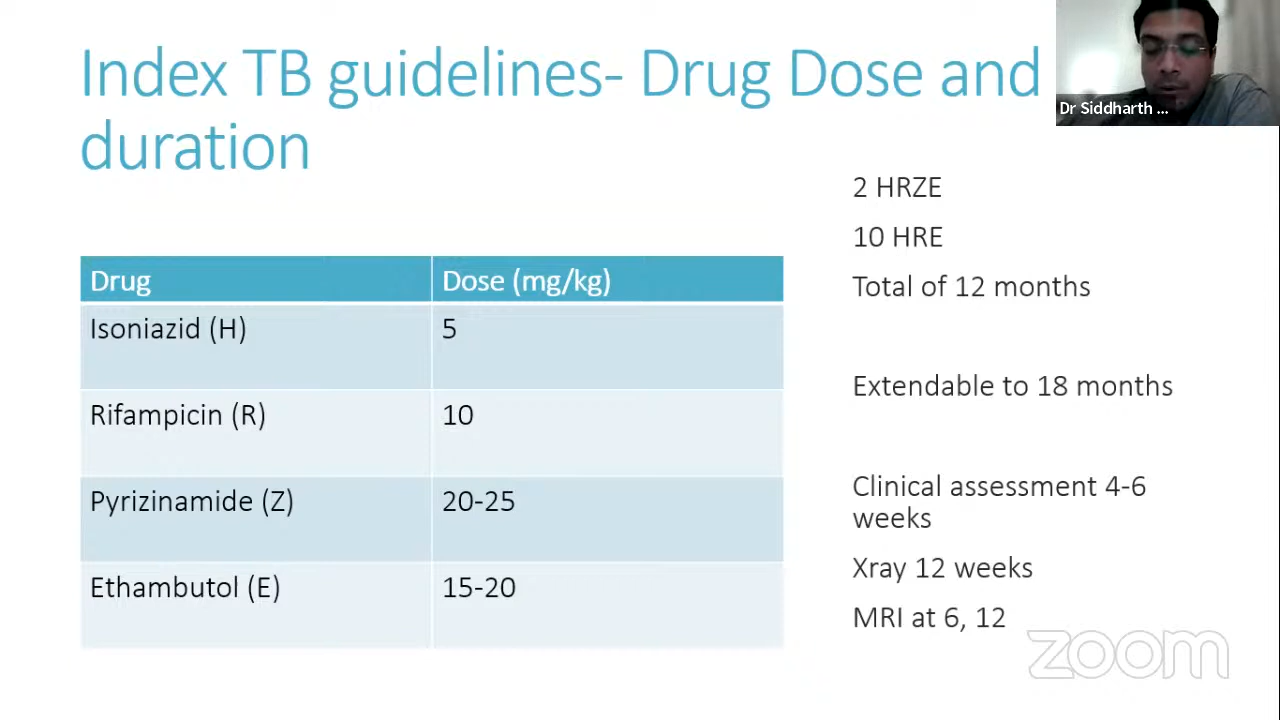 Index TB guidelines- Drug Dose and
duration
Dr Siddharth ...
2 HRZE
10 HRE
Total of 12 months
Extendable to 18 months
Clinical assessment 4-6
weeks
Xray 12 weeks
MRI at 6, 12
Drug Dose (mg/kg)
Isoniazid (H) 5
Rifampicin (R) 10
Pyrizinamide (Z) 20-25
Ethambutol (E) 15-20
zoom